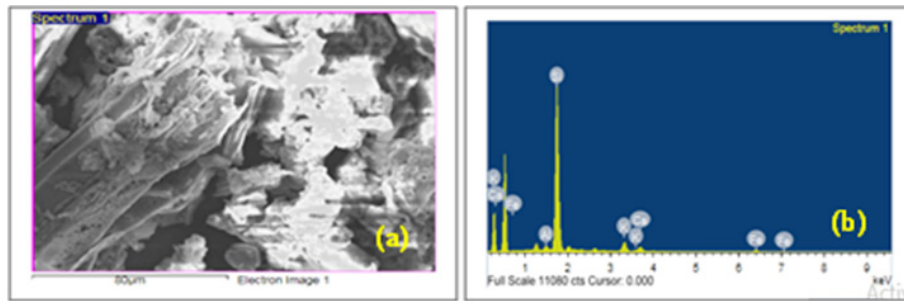 Spectrum 1
(a)
80μm
Electron Image 1
Spectrum 1
(b)
1 2 3 4 5 6 7 8 9
Full Scale 11080 cts Cursor: 0.000
keV
Activ